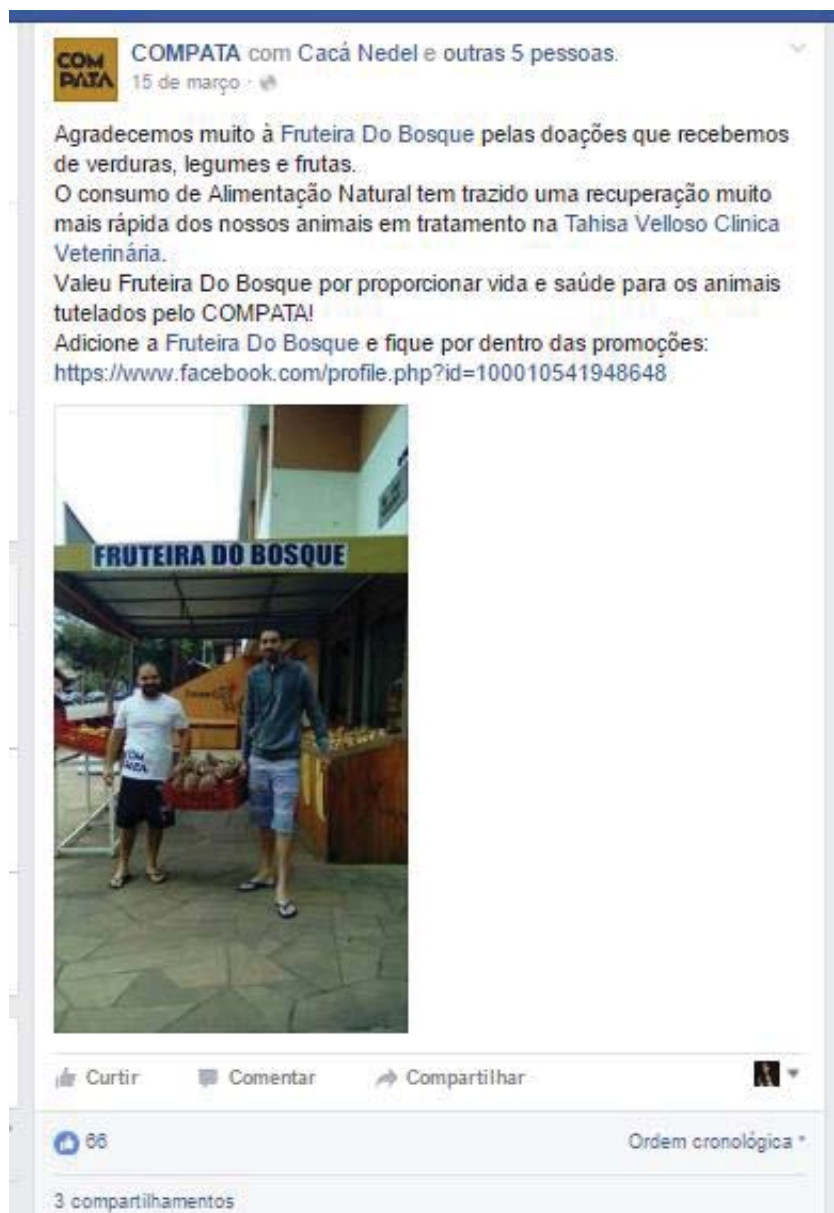 COM
PATA
COMPATA com Cacá Nedel e outras 5 pessoas.
15 de março ·
Agradecemos muito à Fruteira Do Bosque pelas doações que recebemos
de verduras, legumes e frutas.
O consumo de Alimentação Natural tem trazido uma recuperação muito
mais rápida dos nossos animais em tratamento na Tahisa Velloso Clinica
Veterinária.
Valeu Fruteira Do Bosque por proporcionar vida e saúde para os animais
tutelados pelo COMPATA!
Adicione a Fruteira Do Bosque e fique por dentro das promoções:
https://www.facebook.com/profile.php?id=100010541948648
FRUTEIRA DO BOSQUE
COM
PATA
Curtir Comentar Compartilhar
66 Ordem cronológica
3 compartilhamentos